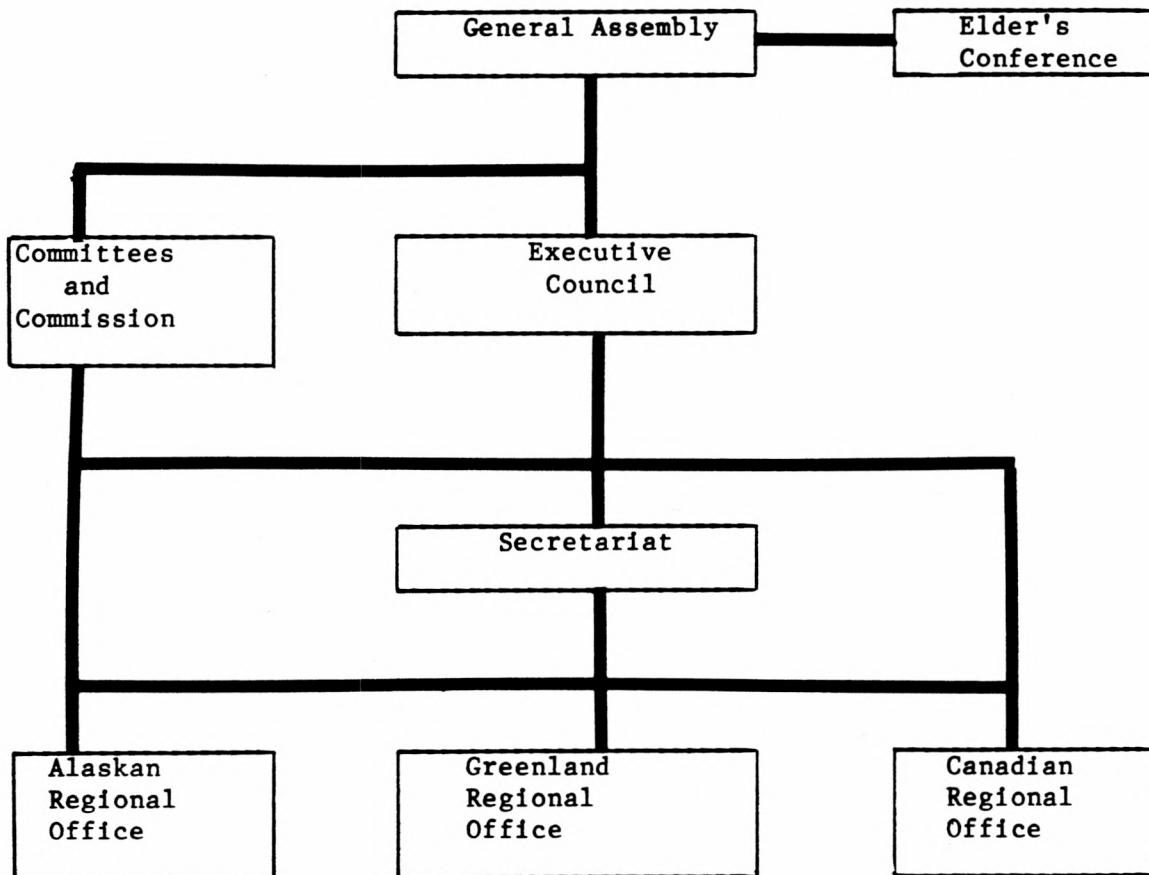 General Assembly
Elder's
Conference
Committees
and
Commission
Executive
Council
Secretariat
Alaskan
Regional
Office
Greenland
Regional
Office
Canadian
Regional
Office